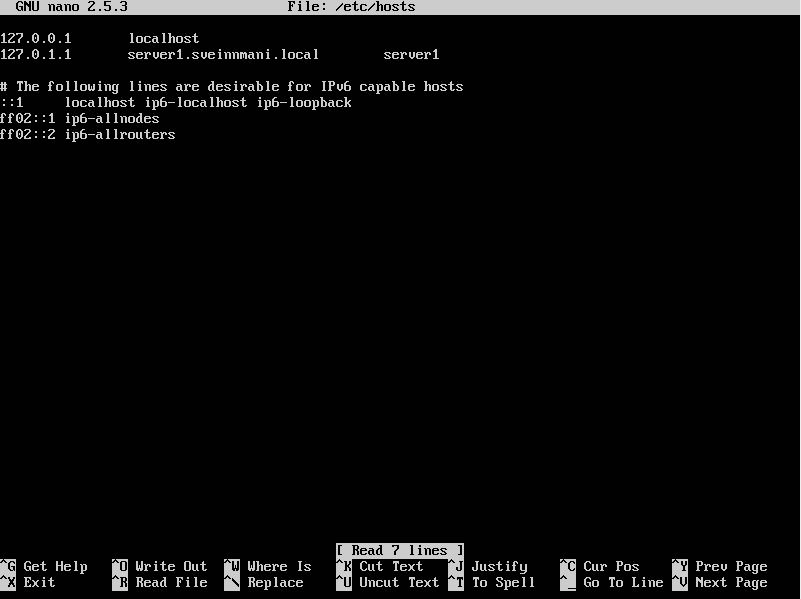 GNU nano 2.5.3 File: /etc/hosts
127.0.0.1 localhost
127.0.1.1 server1.sveinnmani.local server1
# The following lines are desirable for IPv6 capable hosts
::1 localhost ip6-localhost ip6-loopback
ff02::1 ip6-allnodes
ff02::2 ip6-allrouters
[ Read 7 lines ]
^G Get Help ^O Write Out ^W Where Is ^K Cut Text ^J Justify ^C Cur Pos ^Y Prev Page
^X Exit ^R Read File ^\ Replace ^U Uncut Text ^T To Spell ^_ Go To Line ^V Next Page